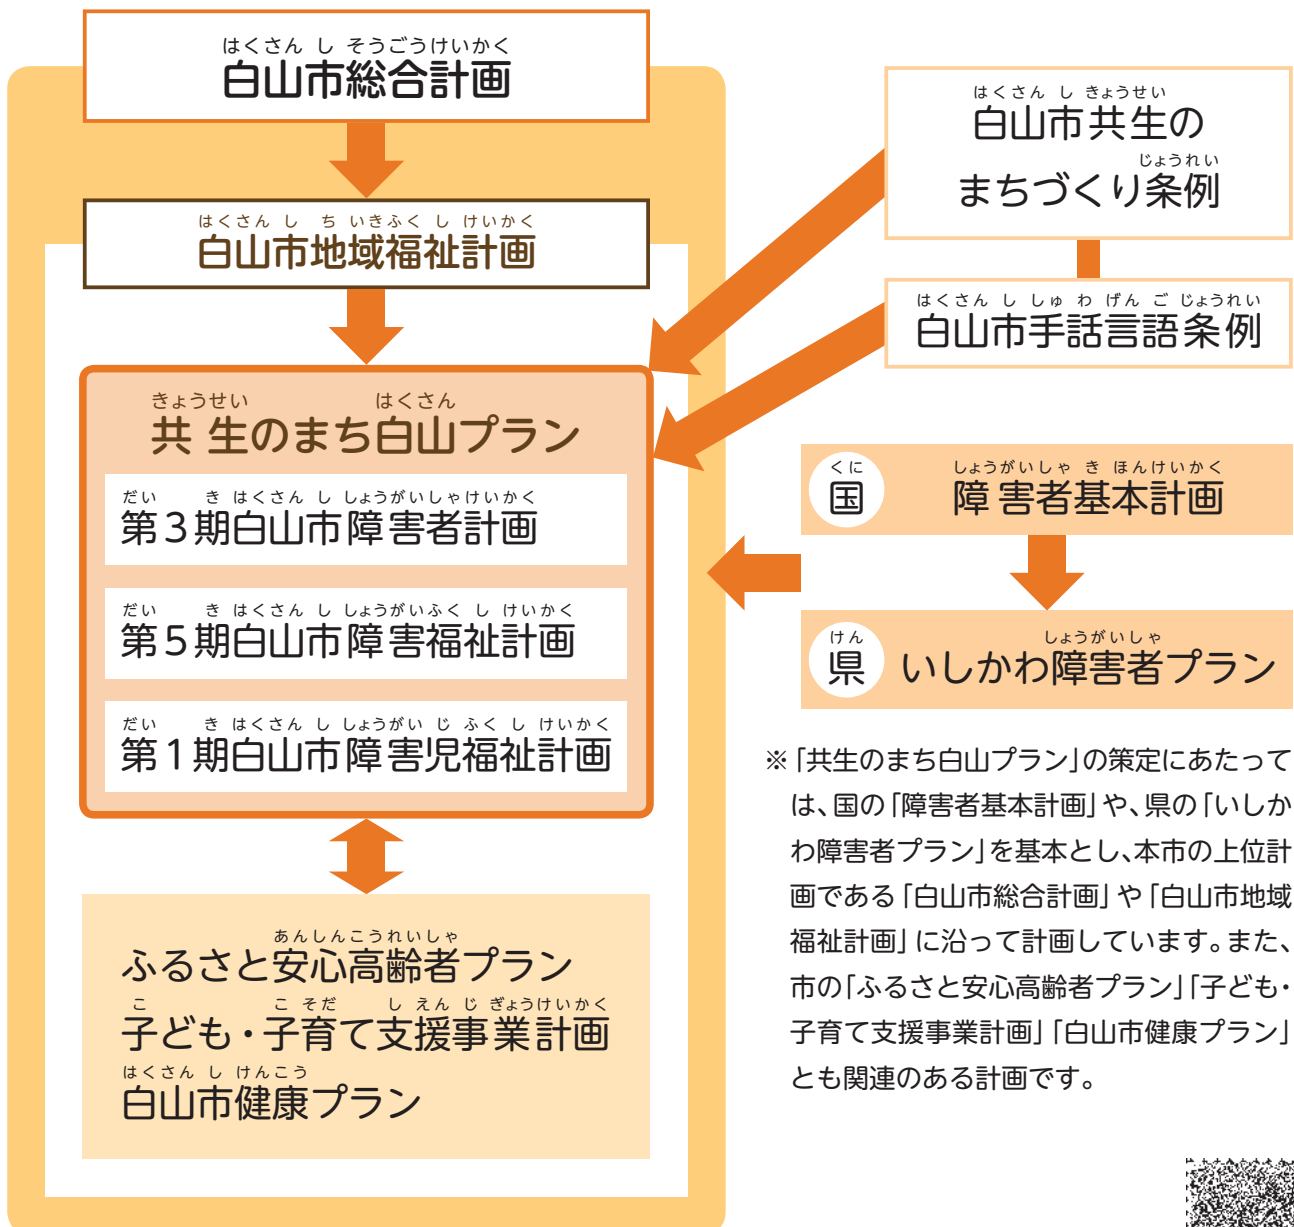 はくさん し そうごうけいかく
白山市総合計画
はくさん し ち いきふく し けいかく
白山市地域福祉計画
きょうせい はくさん
共生のまち白山プラン
だい き はくさん し しょうがいしゃけいかく
第3期白山市障害者計画
だい き はくさん し しょうがいふく し けいかく
第5期白山市障害福祉計画
だい き はくさん し しょうがい じ ふく し けいかく
第1期白山市障害児福祉計画
あんしんこうれいしゃ
ふるさと安心高齢者プラン
こ こ そだ し えん じ ぎょうけいかく
子ども・子育て支援事業計画
はくさん し けんこう
白山市健康プラン
はくさん し きょうせい
白山市共生の
じょうれい
まちづくり条例
はくさん し しゅ わ げん ご じょうれい
白山市手話言語条例
くに しょうがいしゃ き ほんけいかく
国 障害者基本計画
けん しょうがいしゃ
県 いしかわ障害者プラン
※「共生のまち白山プラン」の策定にあたって
は、国の「障害者基本計画」や、県の「いしか
わ障害者プラン」を基本とし、本市の上位計
画である「白山市総合計画」や「白山市地域
福祉計画」に沿って計画しています。また、
市の「ふるさと安心高齢者プラン」「子ども・
子育て支援事業計画」「白山市健康プラン」
とも関連のある計画です。